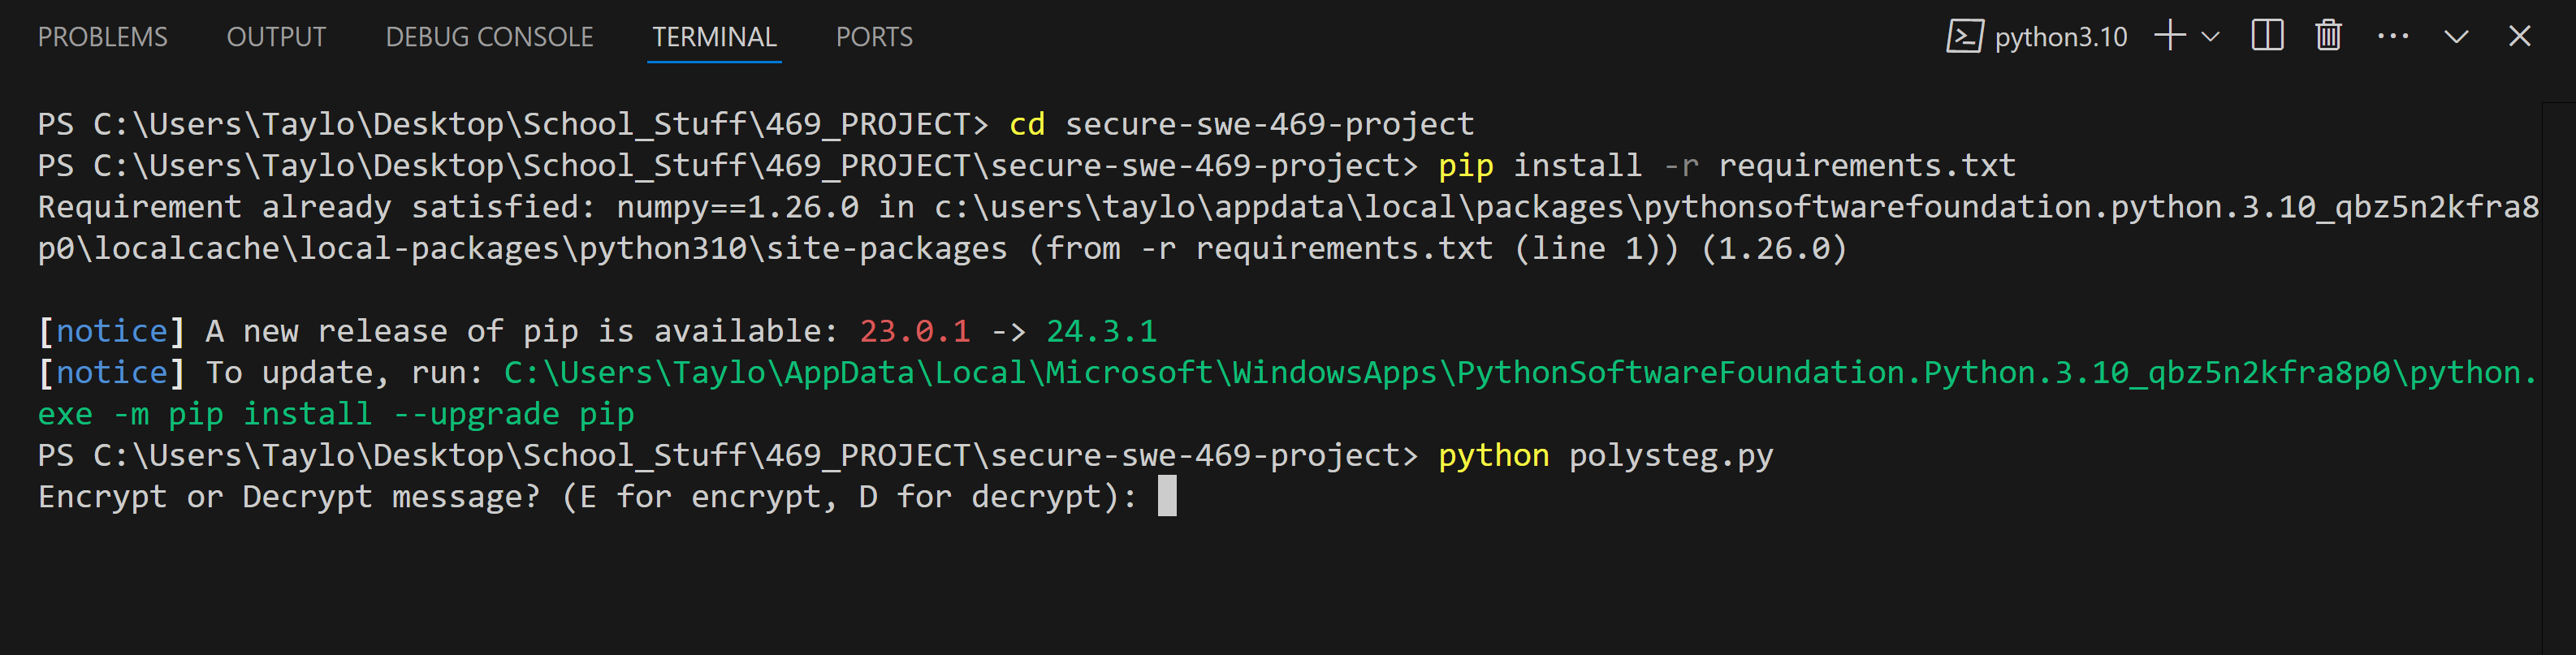 PROBLEMS OUTPUT DEBUG CONSOLE TERMINAL PORTS python3.10
PS C:\Users\Taylo\Desktop\School_Stuff\469_PROJECT> cd secure-swe-469-project
PS C:\Users\Taylo\Desktop\School_Stuff\469_PROJECT\secure-swe-469-project> pip install -r requirements.txt
Requirement already satisfied: numpy==1.26.0 in c:\users\taylo\appdata\local\packages\pythonsoftwarefoundation.python.3.10_qbz5n2kfra8
p0\localcache\local-packages\python310\site-packages (from -r requirements.txt (line 1)) (1.26.0)
[notice] A new release of pip is available: 23.0.1 -> 24.3.1
[notice] To update, run: C:\Users\Taylo\AppData\Local\Microsoft\WindowsApps\PythonSoftwareFoundation.Python.3.10_qbz5n2kfra8p0\python.
exe -m pip install --upgrade pip
PS C:\Users\Taylo\Desktop\School_Stuff\469_PROJECT\secure-swe-469-project> python polysteg.py
Encrypt or Decrypt message? (E for encrypt, D for decrypt):